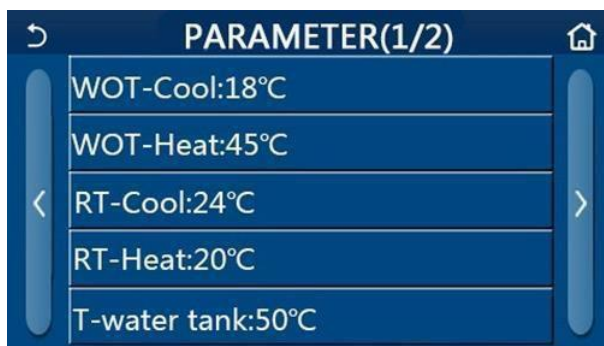 PARAMETER(1/2)
WOT-Cool:18℃
WOT-Heat:45℃
RT-Cool:24℃
RT-Heat:20℃
T-water tank:50℃